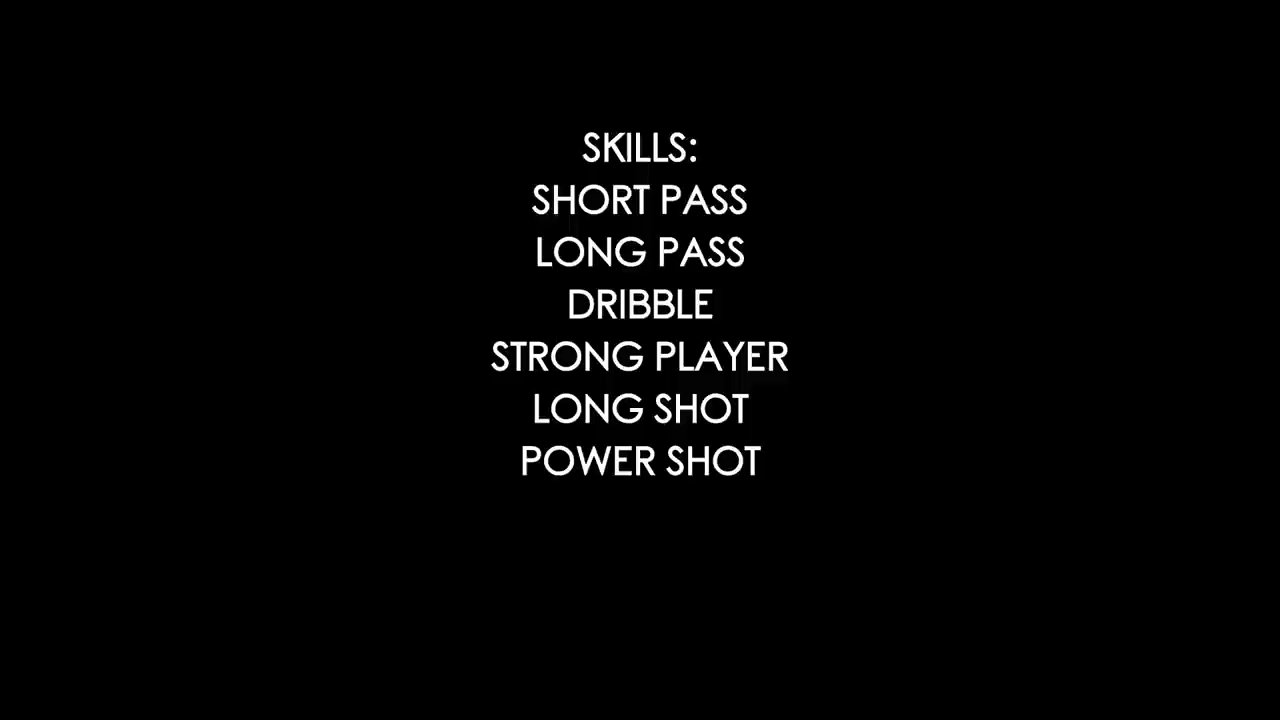 SKILLS:
SHORT PASS
LONG PASS
DRIBBLE
STRONG PLAYER
LONG SHOT
POWER SHOT